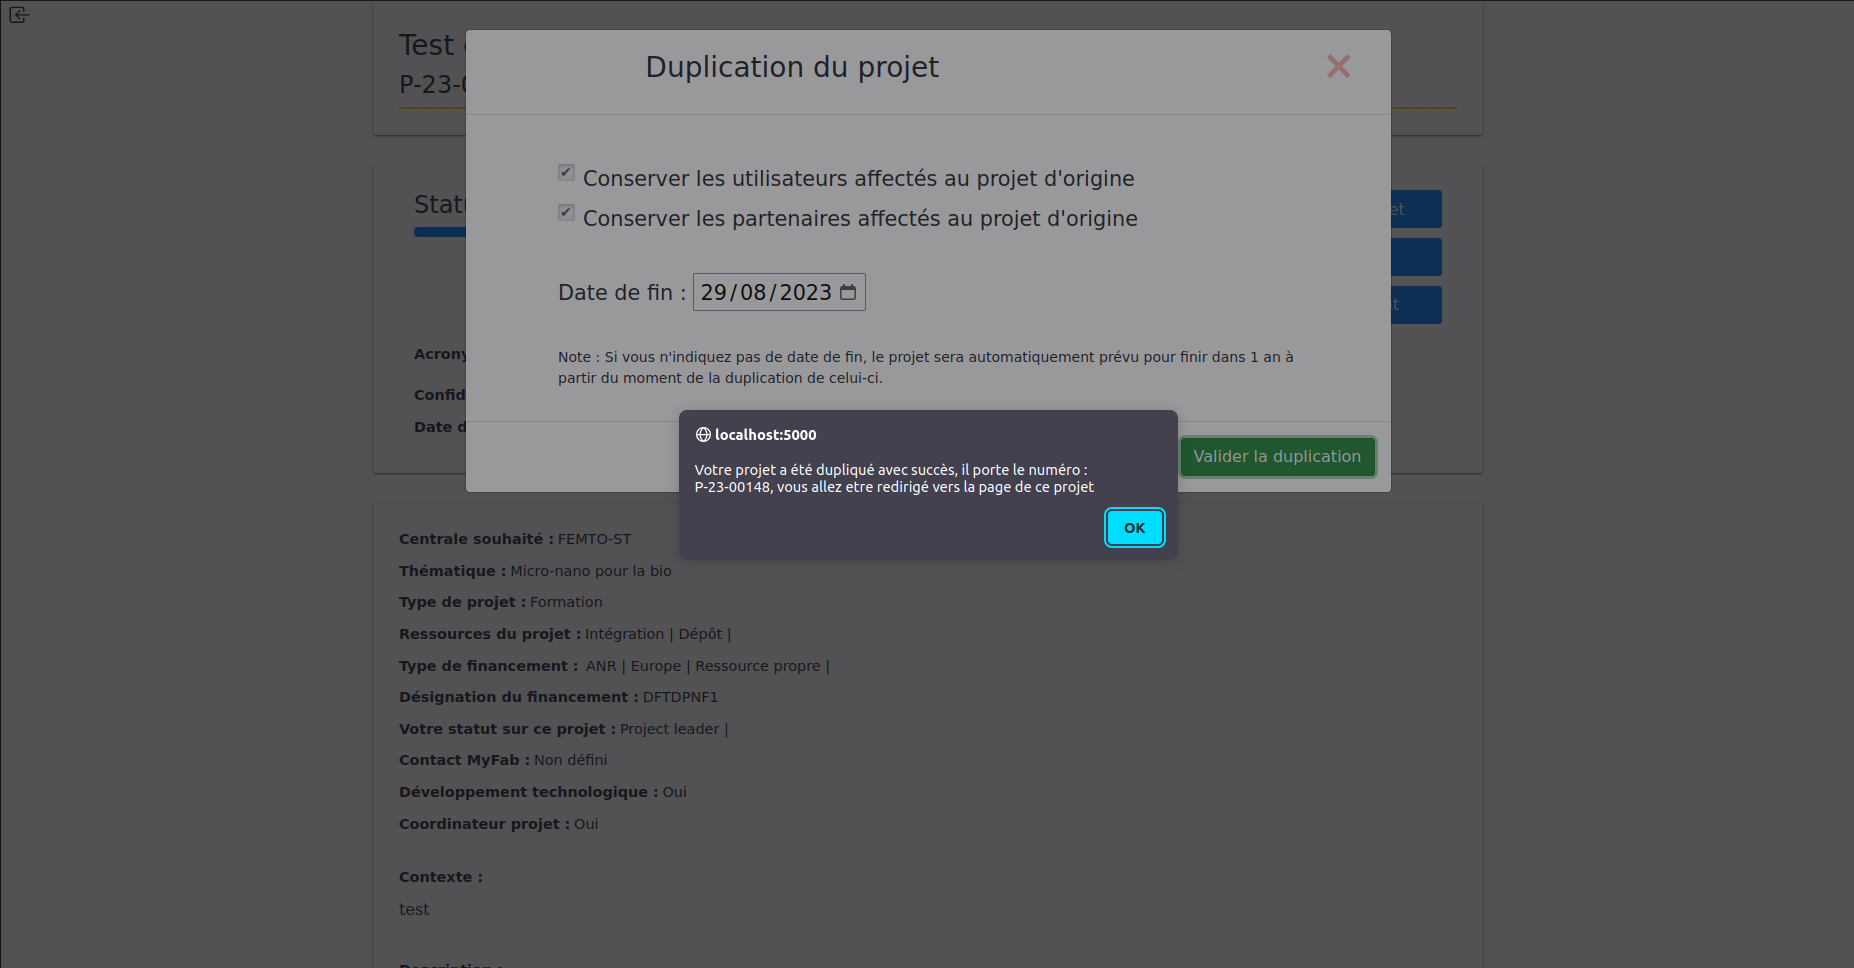 Test
P-23-0
Duplication du projet
Conserver les utilisateurs affectés au projet d'origine
Conserver les partenaires affectés au projet d'origine
Statu
et
Date de fin : 29/08/2023
et
Acrony
Note : Si vous n'indiquez pas de date de fin, le projet sera automatiquement prévu pour finir dans 1 an à
partir du moment de la duplication de celui-ci.
Confid
Date d
localhost:5000
Votre projet a été dupliqué avec succès, il porte le numéro :
P-23-00148, vous allez etre redirigé vers la page de ce projet
OK
Valider la duplication
Centrale souhaité : FEMTO-ST
Thématique : Micro-nano pour la bio
Type de projet : Formation
Ressources du projet : Intégration | Dépôt |
Type de financement : ANR | Europe | Ressource propre |
Désignation du financement : DFTDPNF1
Votre statut sur ce projet : Project leader |
Contact MyFab : Non défini
Développement technologique : Oui
Coordinateur projet : Oui
Contexte :
test
Description :